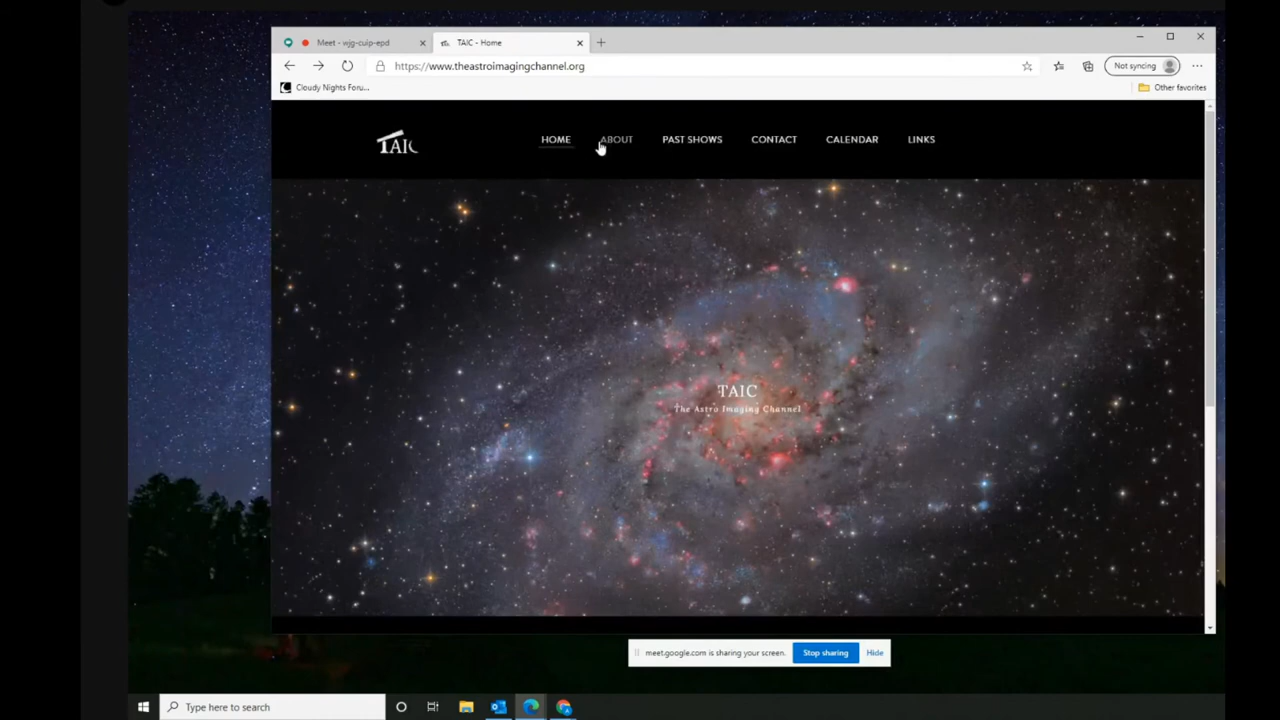 Meet - wjg-cuip-epd
TAIC - Home
https://www.theastroimagingchannel.org
Not syncing
Cloudy Nights Foru...
Other favorites
TAIC
HOME
ABOUT
PAST SHOWS
CONTACT
CALENDAR
LINKS
TAIC
The Astro Imaging Channel
meet.google.com is sharing your screen.
Stop sharing
Hide
Type here to search